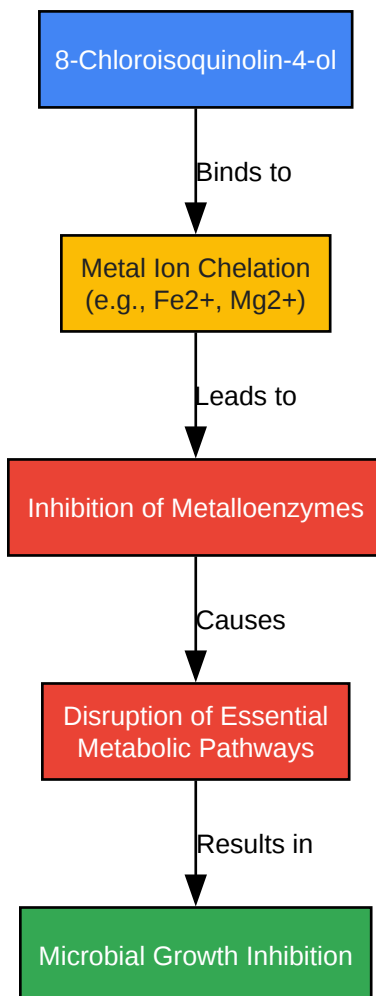 8-Chloroisoquinolin-4-ol
Binds to
Metal Ion Chelation
(e.g., Fe2+, Mg2+)
Leads to
Inhibition of Metalloenzymes
Causes
Disruption of Essential
Metabolic Pathways
Results in
Microbial Growth Inhibition